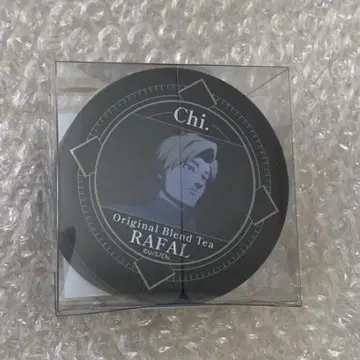 Chi.
Original Blend Tea
RAFAL